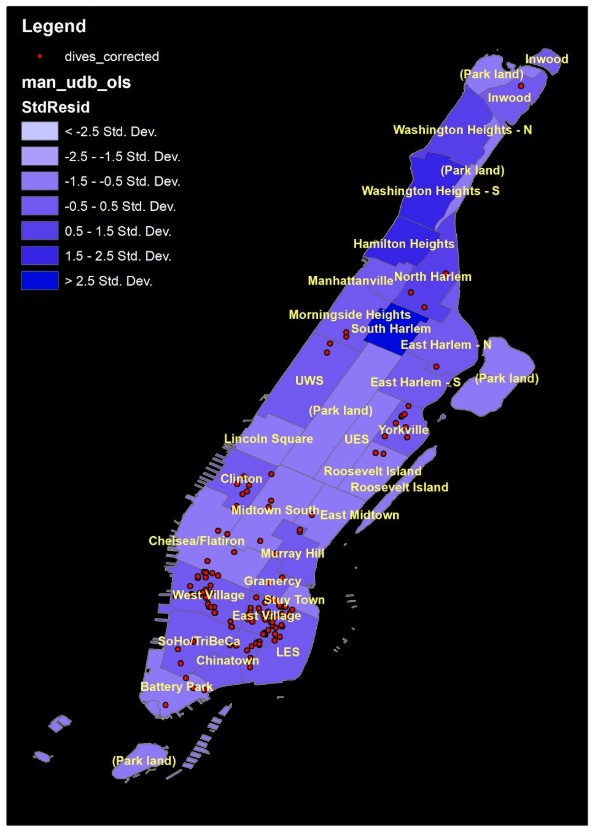 Legend
dives_corrected
man_udb_ols
StdResid
< -2.5 Std. Dev.
-2.5 - -1.5 Std. Dev.
-1.5 - -0.5 Std. Dev.
-0.5 - 0.5 Std. Dev.
0.5 - 1.5 Std. Dev.
1.5 - 2.5 Std. Dev.
> 2.5 Std. Dev.
Inwood
(Park land)
Inwood
Washington Heights - N
(Park land)
Washington Heights - S
Hamilton Heights
Manhattanville
North Harlem
Morningside Heights
South Harlem
East Harlem - N
UWS
East Harlem - S
(Park land)
(Park land)
Lincoln Square
UES
Yorkville
Roosevelt Island
Clinton
Roosevelt Island
Midtown South
East Midtown
Chelsea/Flatiron
Murray Hill
Gramercy
West Village
Stuy Town
East Village
SoHo/TriBeCa
LES
Chinatown
Battery Park
(Park land)